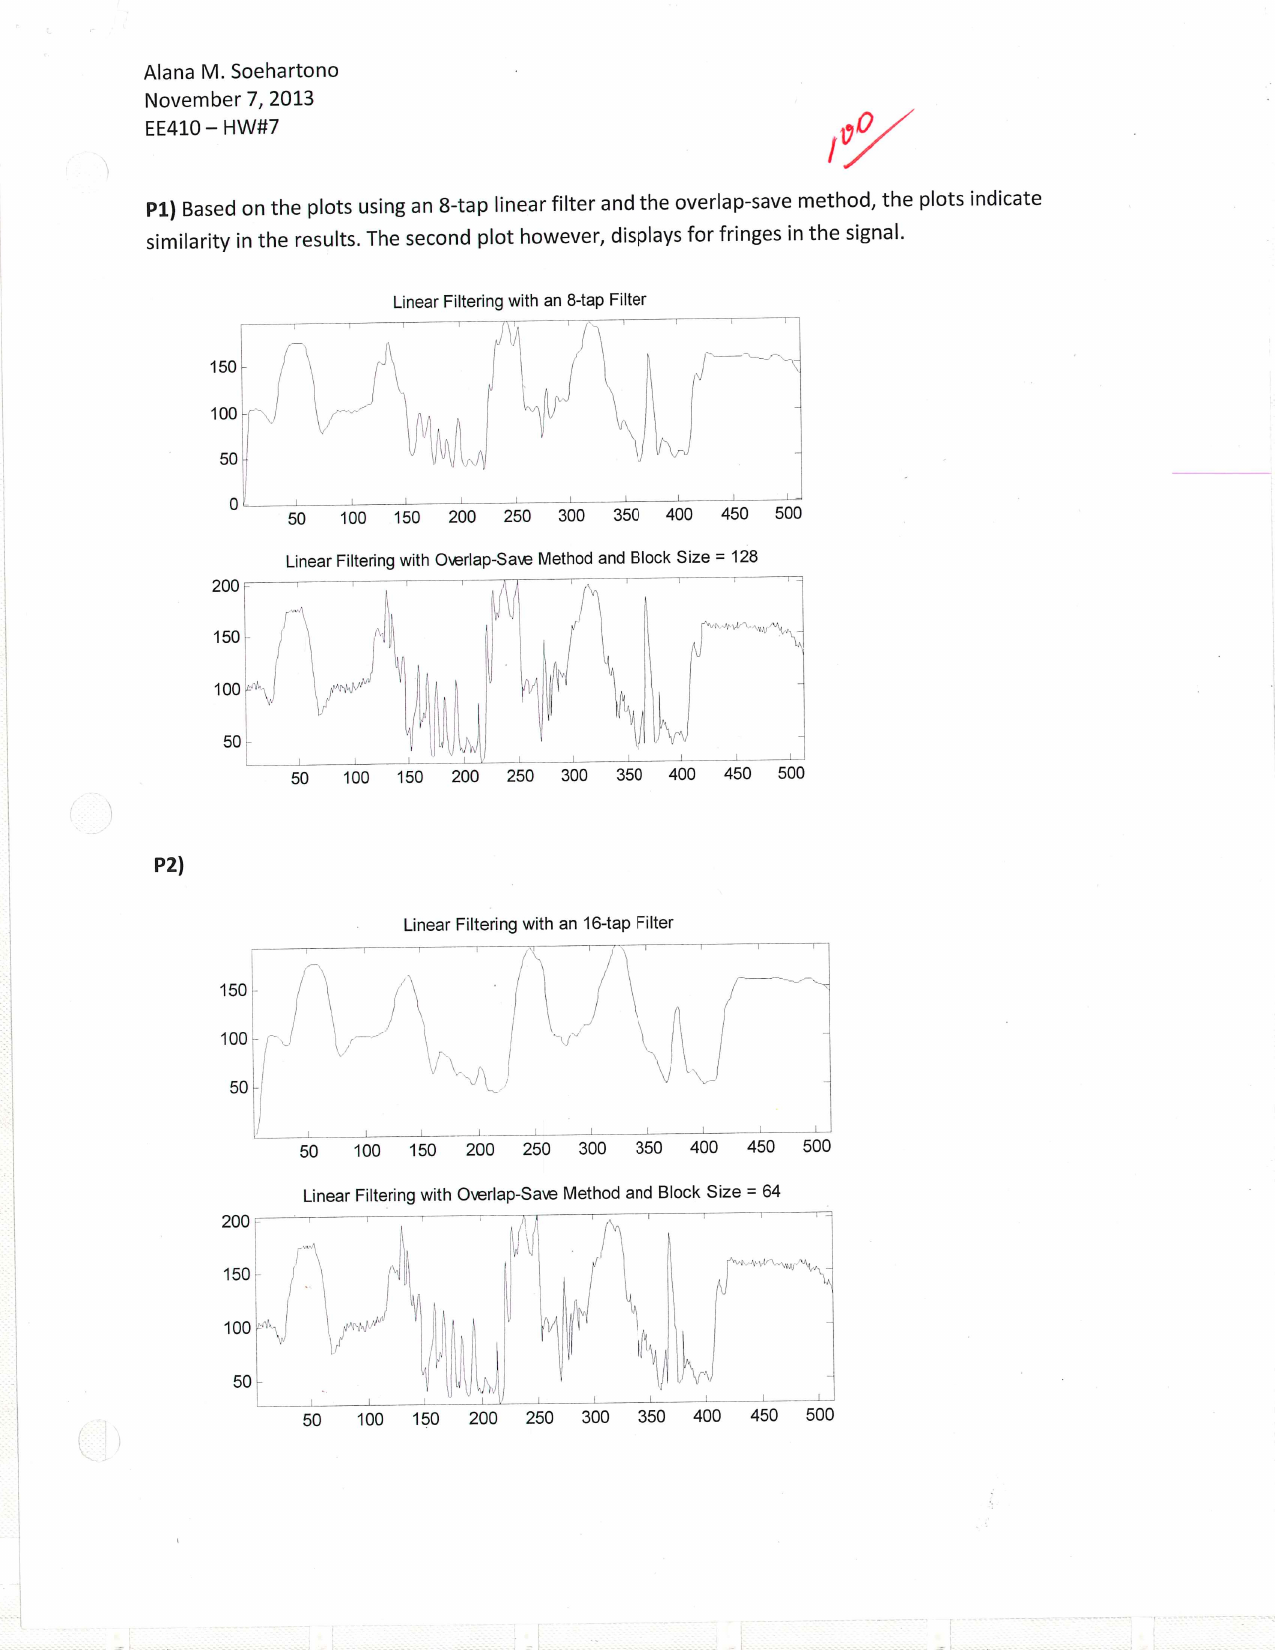 Alana M. Soehartono
November 7, 2013
EE410 – HW#7
100
P1) Based on the plots using an 8-tap linear filter and the overlap-save method, the plots indicate
similarity in the results. The second plot however, displays for fringes in the signal.
Linear Filtering with an 8-tap Filter
150
100
50
0
50 100 150 200 250 300 350 400 450 500
Linear Filtering with Overlap-Save Method and Block Size = 128
200
150
100
50
50 100 150 200 250 300 350 400 450 500
P2)
Linear Filtering with an 16-tap Filter
150
100
50
50 100 150 200 250 300 350 400 450 500
Linear Filtering with Overlap-Save Method and Block Size = 64
200
150
100
50
50 100 150 200 250 300 350 400 450 500